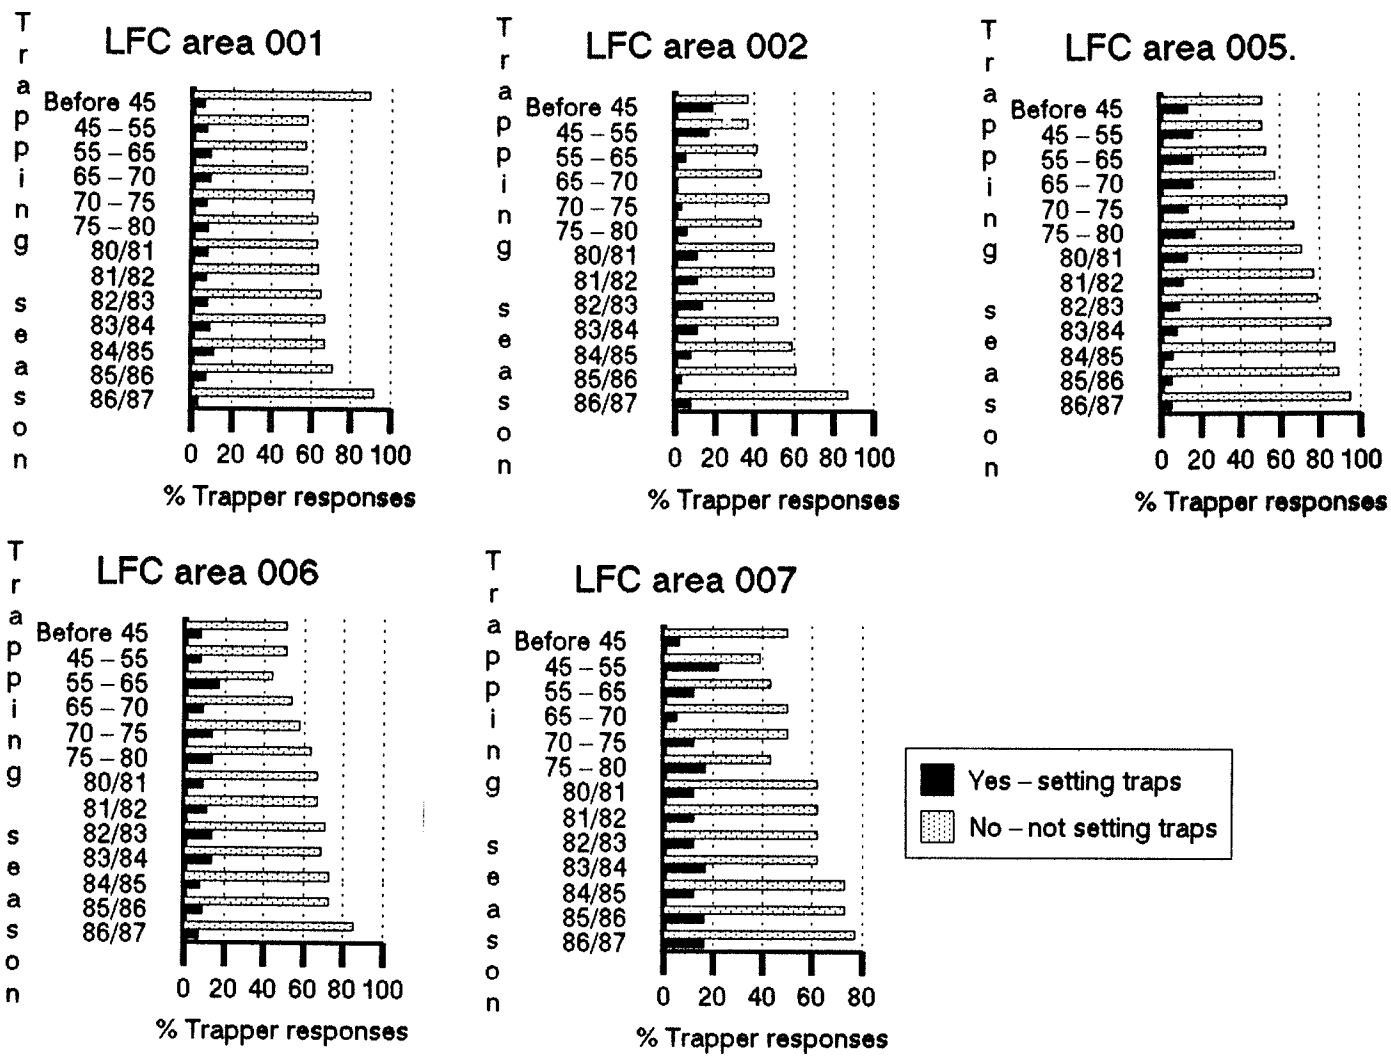 LFC area 001
Trapping season
Before 45
45 – 55
55 – 65
65 – 70
70 – 75
75 – 80
80/81
81/82
82/83
83/84
84/85
85/86
86/87
0 20 40 60 80 100
% Trapper responses
LFC area 002
Trapping season
Before 45
45 – 55
55 – 65
65 – 70
70 – 75
75 – 80
80/81
81/82
82/83
83/84
84/85
85/86
86/87
0 20 40 60 80 100
% Trapper responses
LFC area 005.
Trapping season
Before 45
45 – 55
55 – 65
65 – 70
70 – 75
75 – 80
80/81
81/82
82/83
83/84
84/85
85/86
86/87
0 20 40 60 80 100
% Trapper responses
LFC area 006
Trapping season
Before 45
45 – 55
55 – 65
65 – 70
70 – 75
75 – 80
80/81
81/82
82/83
83/84
84/85
85/86
86/87
0 20 40 60 80 100
% Trapper responses
LFC area 007
Trapping season
Before 45
45 – 55
55 – 65
65 – 70
70 – 75
75 – 80
80/81
81/82
82/83
83/84
84/85
85/86
86/87
0 20 40 60 80
% Trapper responses
Yes – setting traps
No – not setting traps